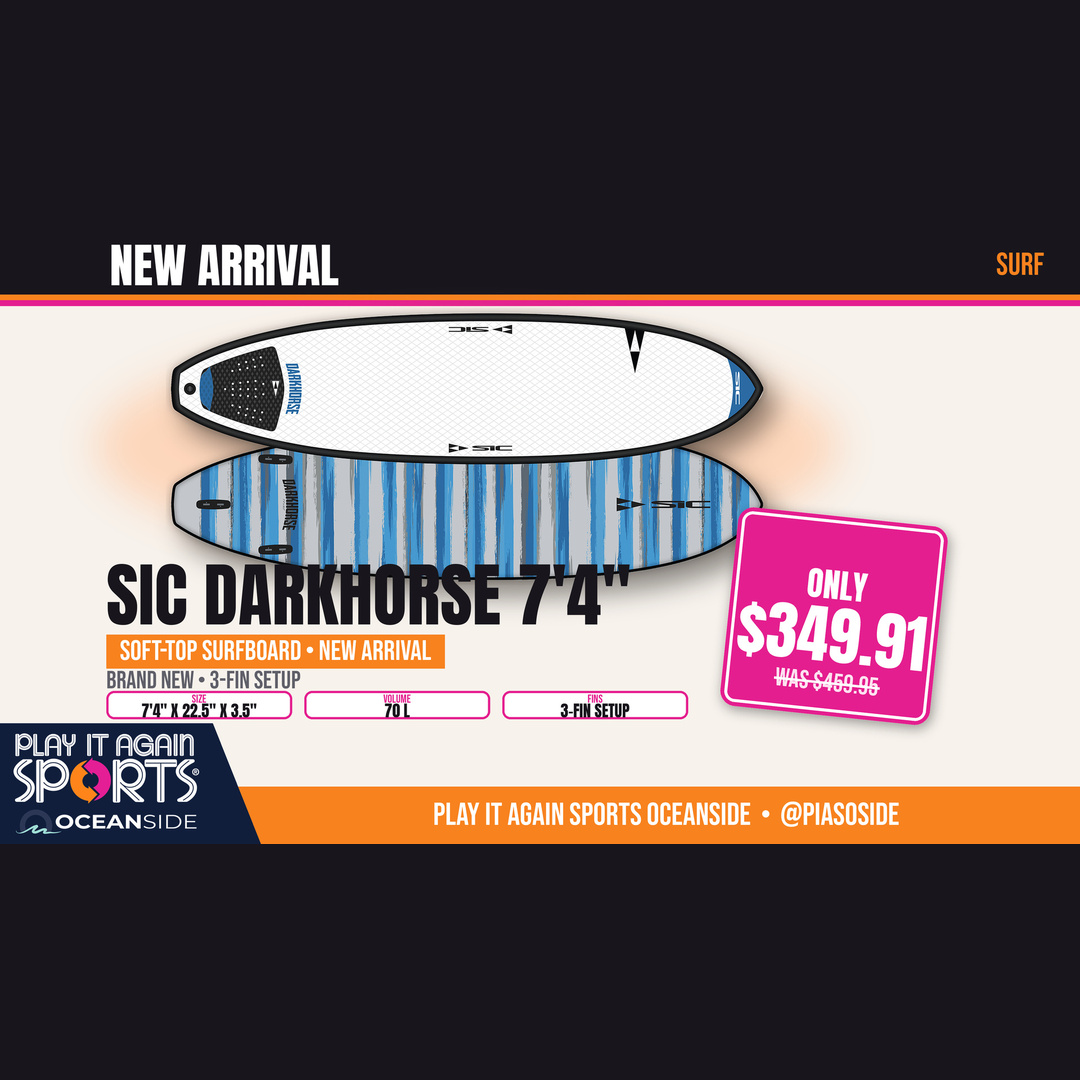 NEW ARRIVAL
SURF
SIC
DARKHORSE
SIC
SIC
DARKHORSE
SIC
SIC DARKHORSE 7'4"
SOFT-TOP SURFBOARD • NEW ARRIVAL
BRAND NEW • 3-FIN SETUP
SIZE
7'4" X 22.5" X 3.5"
VOLUME
70 L
FINS
3-FIN SETUP
ONLY
$349.91
WAS $459.95
PLAY IT AGAIN
SPORTS®
OCEANSIDE
PLAY IT AGAIN SPORTS OCEANSIDE • @PIASOSIDE